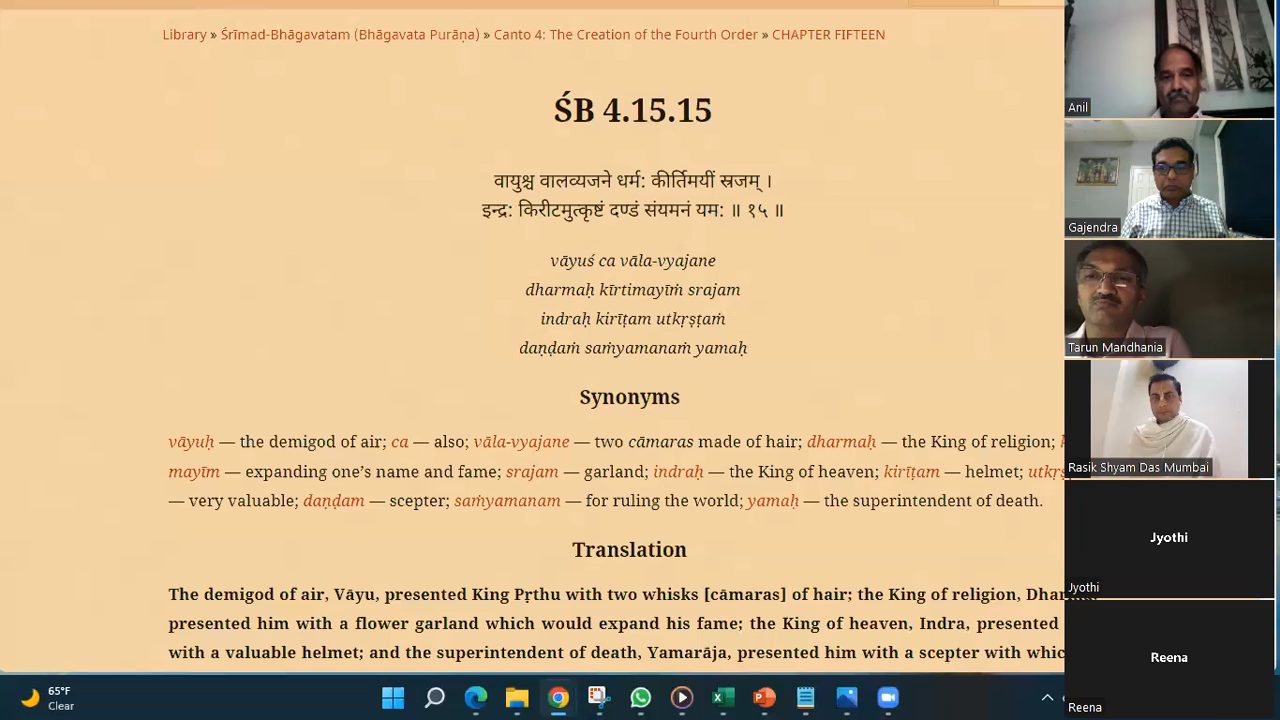 Library » Śrīmad-Bhāgavatam (Bhāgavata Purāṇa) » Canto 4: The Creation of the Fourth Order » CHAPTER FIFTEEN
ŚB 4.15.15
वायुश्च वालव्यजने धर्म: कीर्तिमयीं स्रजम् ।
इन्द्र: किरीटमुत्कृष्टं दण्डं संयमनं यम: ॥ १५ ॥
vāyuś ca vāla-vyajane
dharmaḥ kīrtimayīṁ srajam
indraḥ kirīṭam utkṛṣṭaṁ
daṇḍaṁ saṁyamanaṁ yamaḥ
Synonyms
vāyuḥ — the demigod of air; ca — also; vāla-vyajane — two cāmaras made of hair; dharmaḥ — the King of religion;
mayīm — expanding one’s name and fame; srajam — garland; indraḥ — the King of heaven; kirīṭam — helmet;
— very valuable; daṇḍam — scepter; saṁyamanam — for ruling the world; yamaḥ — the superintendent of death.
Translation
The demigod of air, Vāyu, presented King Pṛthu with two whisks [cāmaras] of hair; the King of religion,
presented him with a flower garland which would expand his fame; the King of heaven, Indra, presented
with a valuable helmet; and the superintendent of death, Yamarāja, presented him with a scepter with
Anil
Gajendra
Tarun Mandhania
Rasik Shyam Das Mumbai
Jyothi
Jyothi
Reena
Reena
65°F
Clear